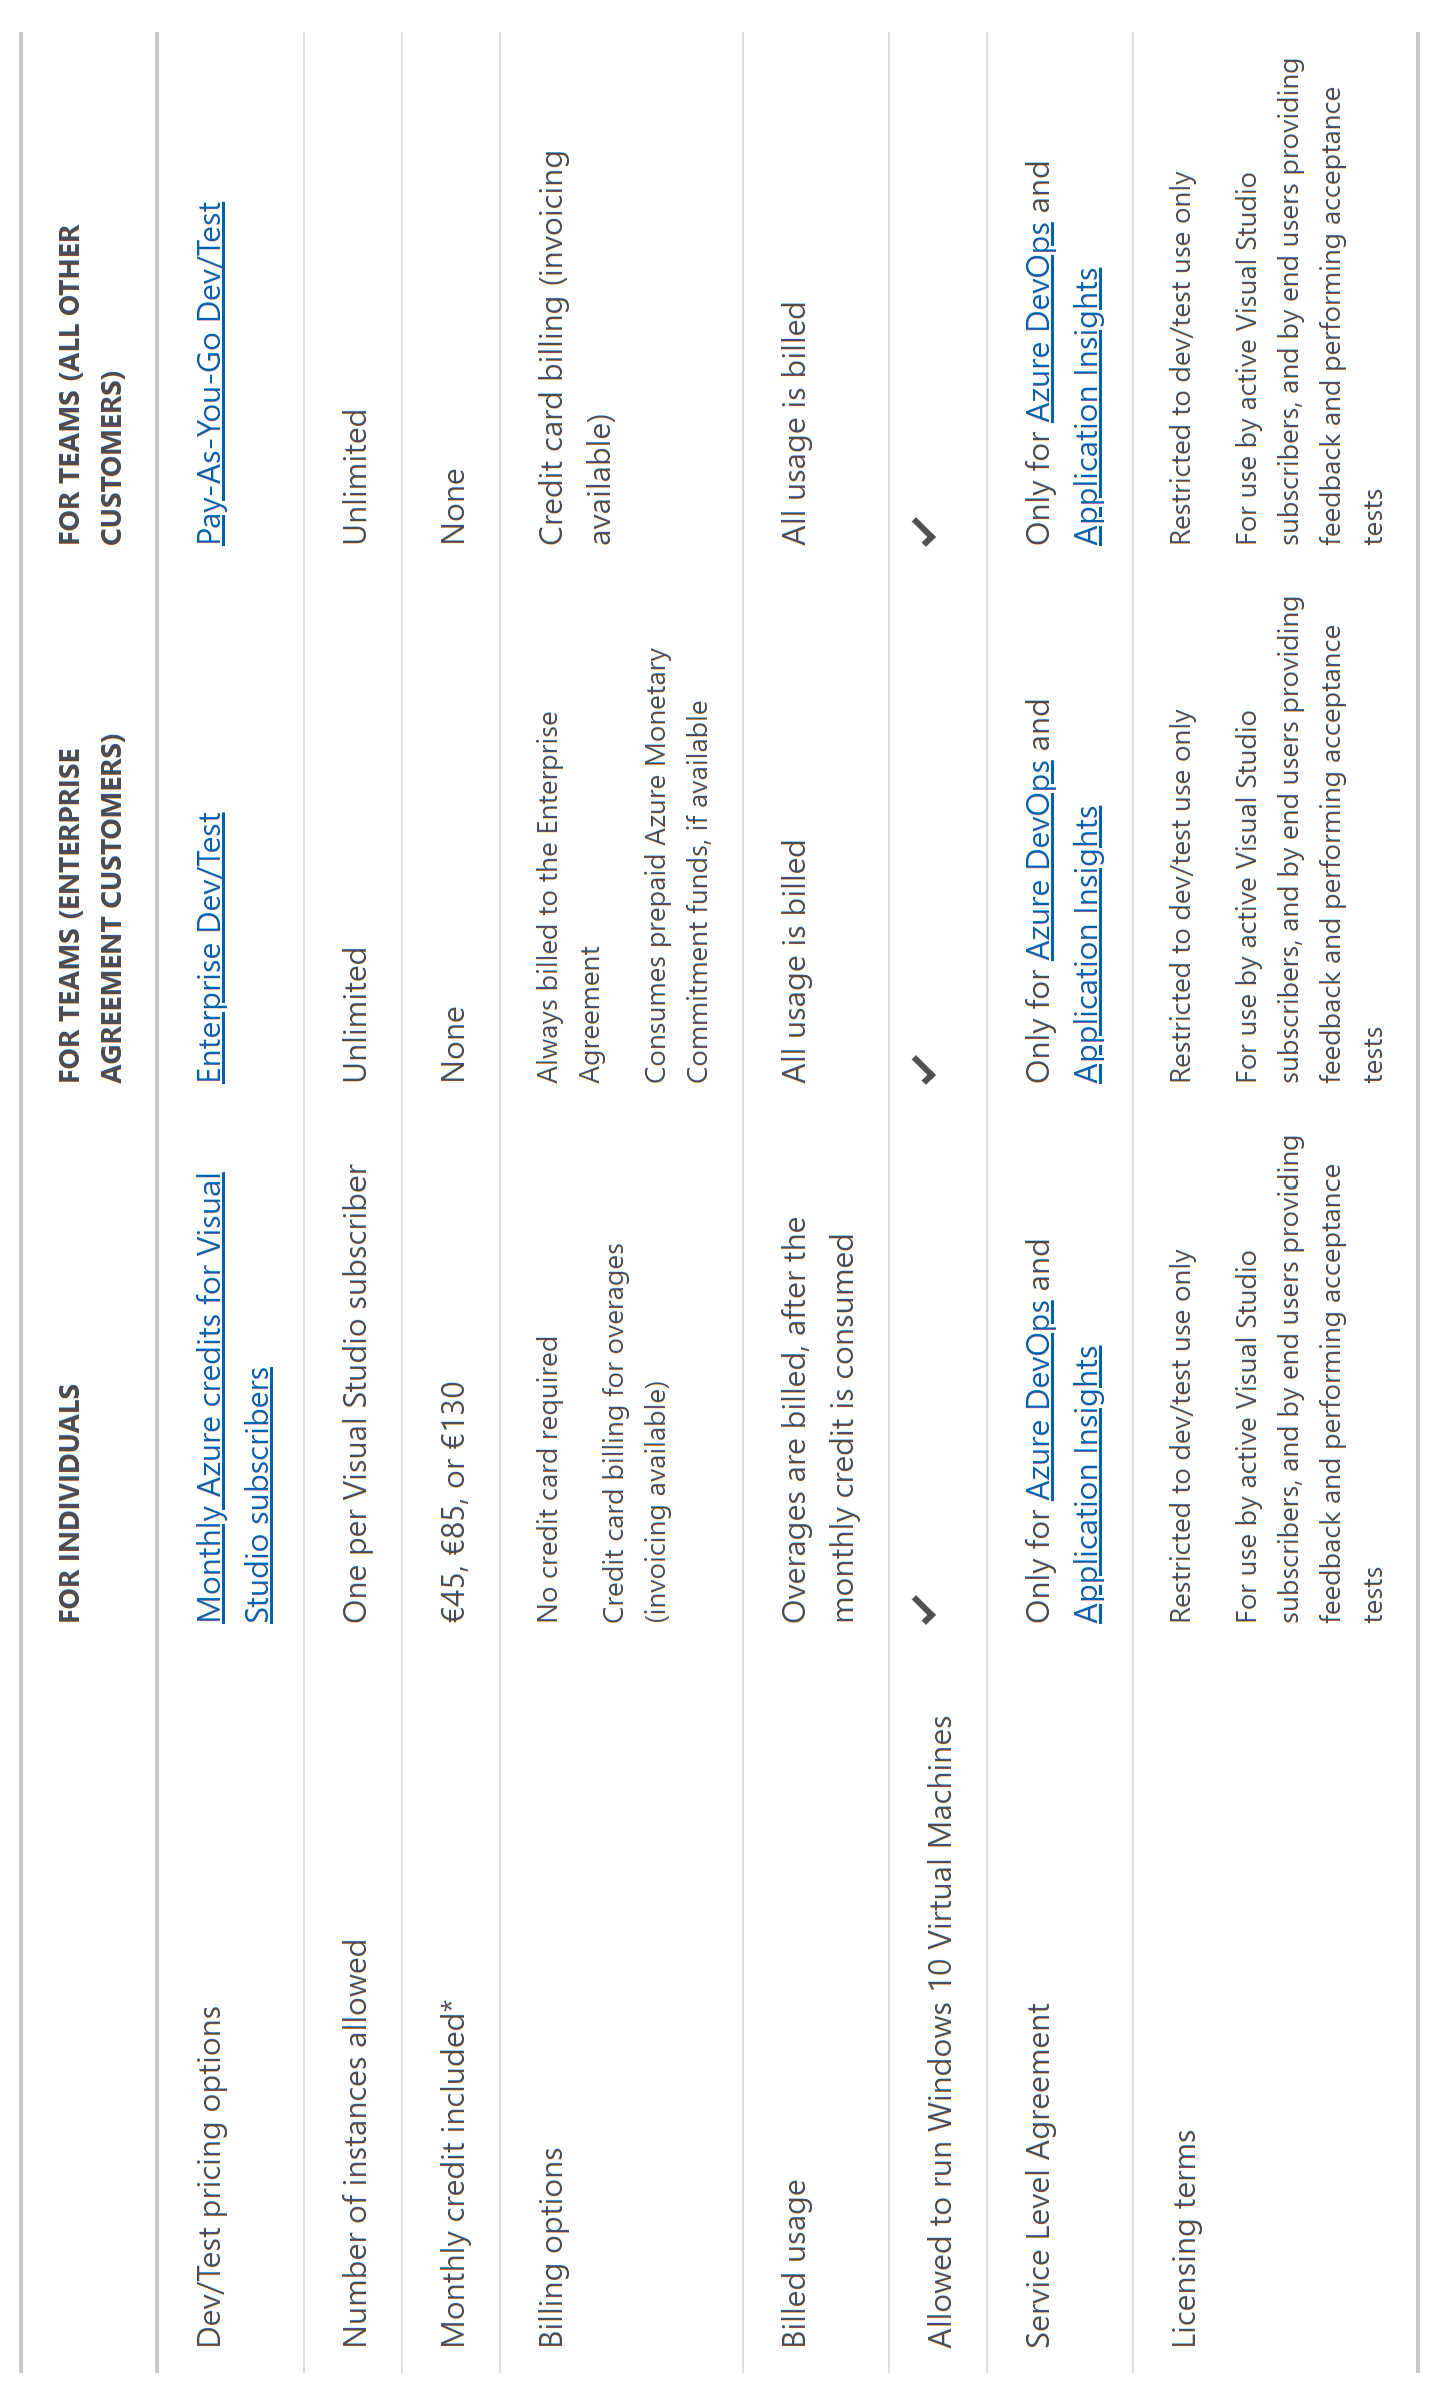 FOR INDIVIDUALS
FOR TEAMS (ENTERPRISE
AGREEMENT CUSTOMERS)
FOR TEAMS (ALL OTHER
CUSTOMERS)
Dev/Test pricing options
Monthly Azure credits for Visual
Studio subscribers
Enterprise Dev/Test
Pay-As-You-Go Dev/Test
Number of instances allowed
One per Visual Studio subscriber
Unlimited
Unlimited
Monthly credit included*
€45, €85, or €130
None
None
Billing options
No credit card required
Credit card billing for overages
(invoicing available)
Always billed to the Enterprise
Agreement
Consumes prepaid Azure Monetary
Commitment funds, if available
Credit card billing (invoicing
available)
Billed usage
Overages are billed, after the
monthly credit is consumed
All usage is billed
All usage is billed
Allowed to run Windows 10 Virtual Machines
✓
✓
✓
Service Level Agreement
Only for Azure DevOps and
Application Insights
Only for Azure DevOps and
Application Insights
Only for Azure DevOps and
Application Insights
Licensing terms
Restricted to dev/test use only
For use by active Visual Studio
subscribers, and by end users providing
feedback and performing acceptance
tests
Restricted to dev/test use only
For use by active Visual Studio
subscribers, and by end users providing
feedback and performing acceptance
tests
Restricted to dev/test use only
For use by active Visual Studio
subscribers, and by end users providing
feedback and performing acceptance
tests